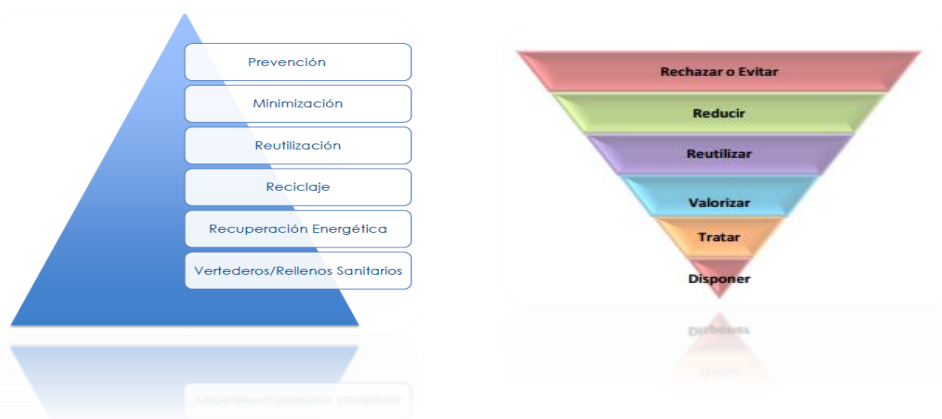 Prevención
Minimización
Reutilización
Reciclaje
Recuperación Energética
Vertederos/Rellenos Sanitarios
Rechazar o Evitar
Reducir
Reutilizar
Valorizar
Tratar
Disponer